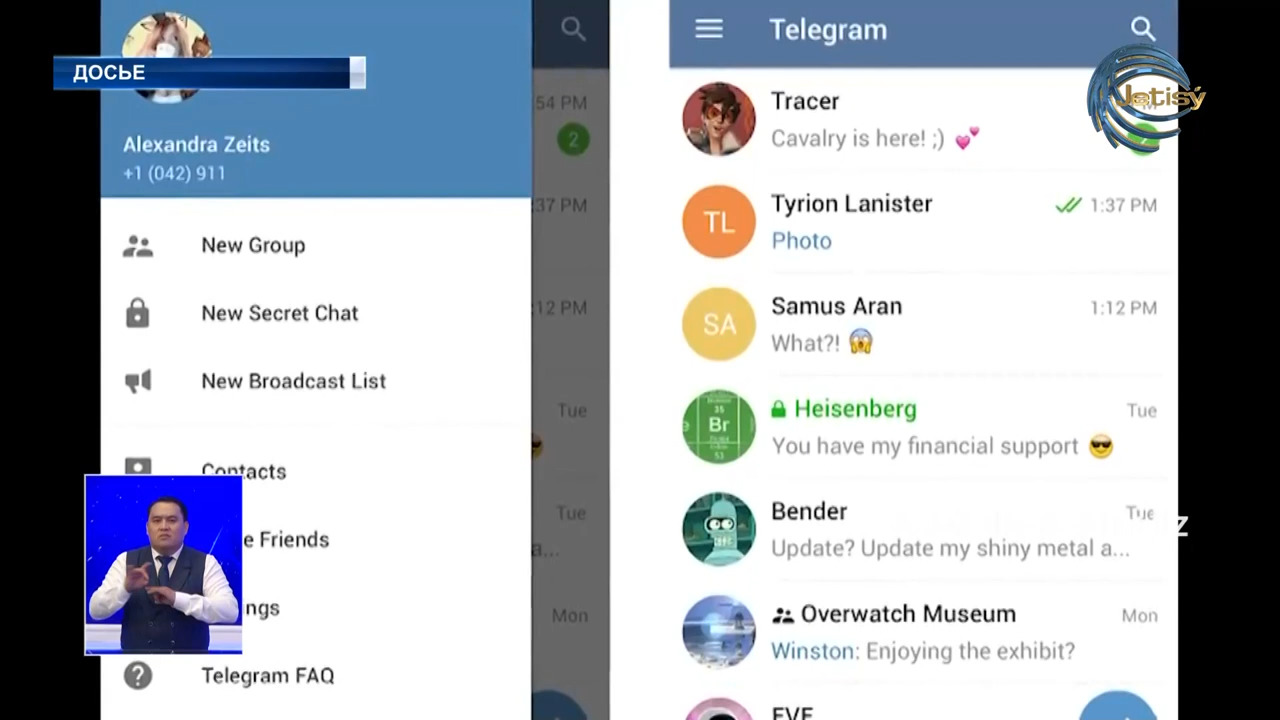 ДОСЬЕ
Alexandra Zeits
+1 (042) 911
New Group
New Secret Chat
New Broadcast List
Contacts
e Friends
ngs
Telegram FAQ
:54 PM
2
:37 PM
:12 PM
Tue
Tue
a...
Mon
Telegram
Jetisý
Tracer
Cavalry is here! ;) 💕
TL
Tyrion Lanister
1:37 PM
Photo
SA
Samus Aran
1:12 PM
What?! 😱
35
Br
53
Heisenberg
Tue
You have my financial support 😎
Bender
Tue
Update? Update my shiny metal a...
Overwatch Museum
Mon
Winston: Enjoying the exhibit?
EVE